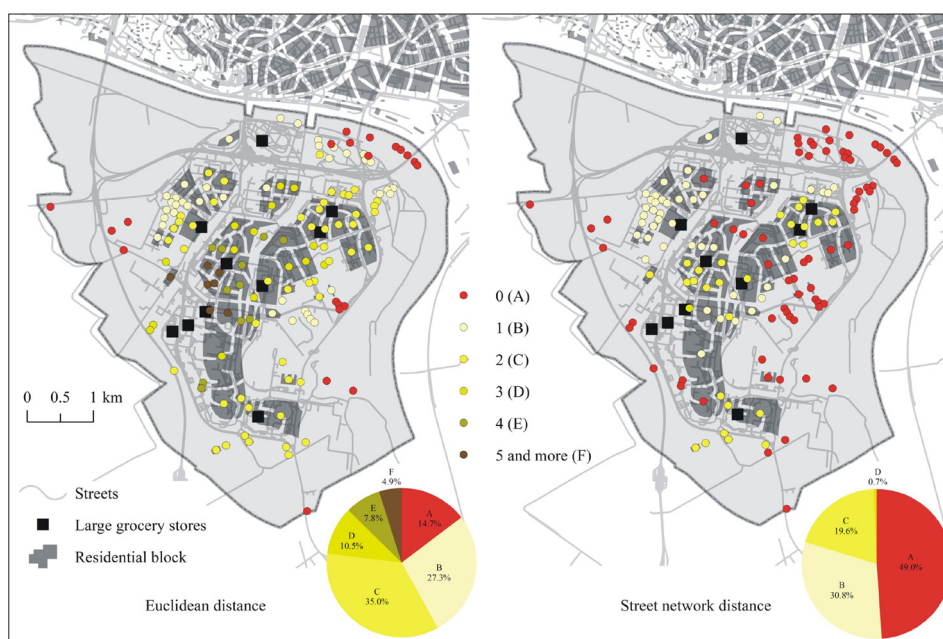 0 (A)
1 (B)
2 (C)
3 (D)
4 (E)
5 and more (F)
0 0.5 1 km
Streets
Large grocery stores
Residential block
F
4.9%
E
7.8%
A
14.7%
D
10.5%
B
27.3%
C
35.0%
Euclidean distance
D
0.7%
C
19.6%
A
49.0%
B
30.8%
Street network distance